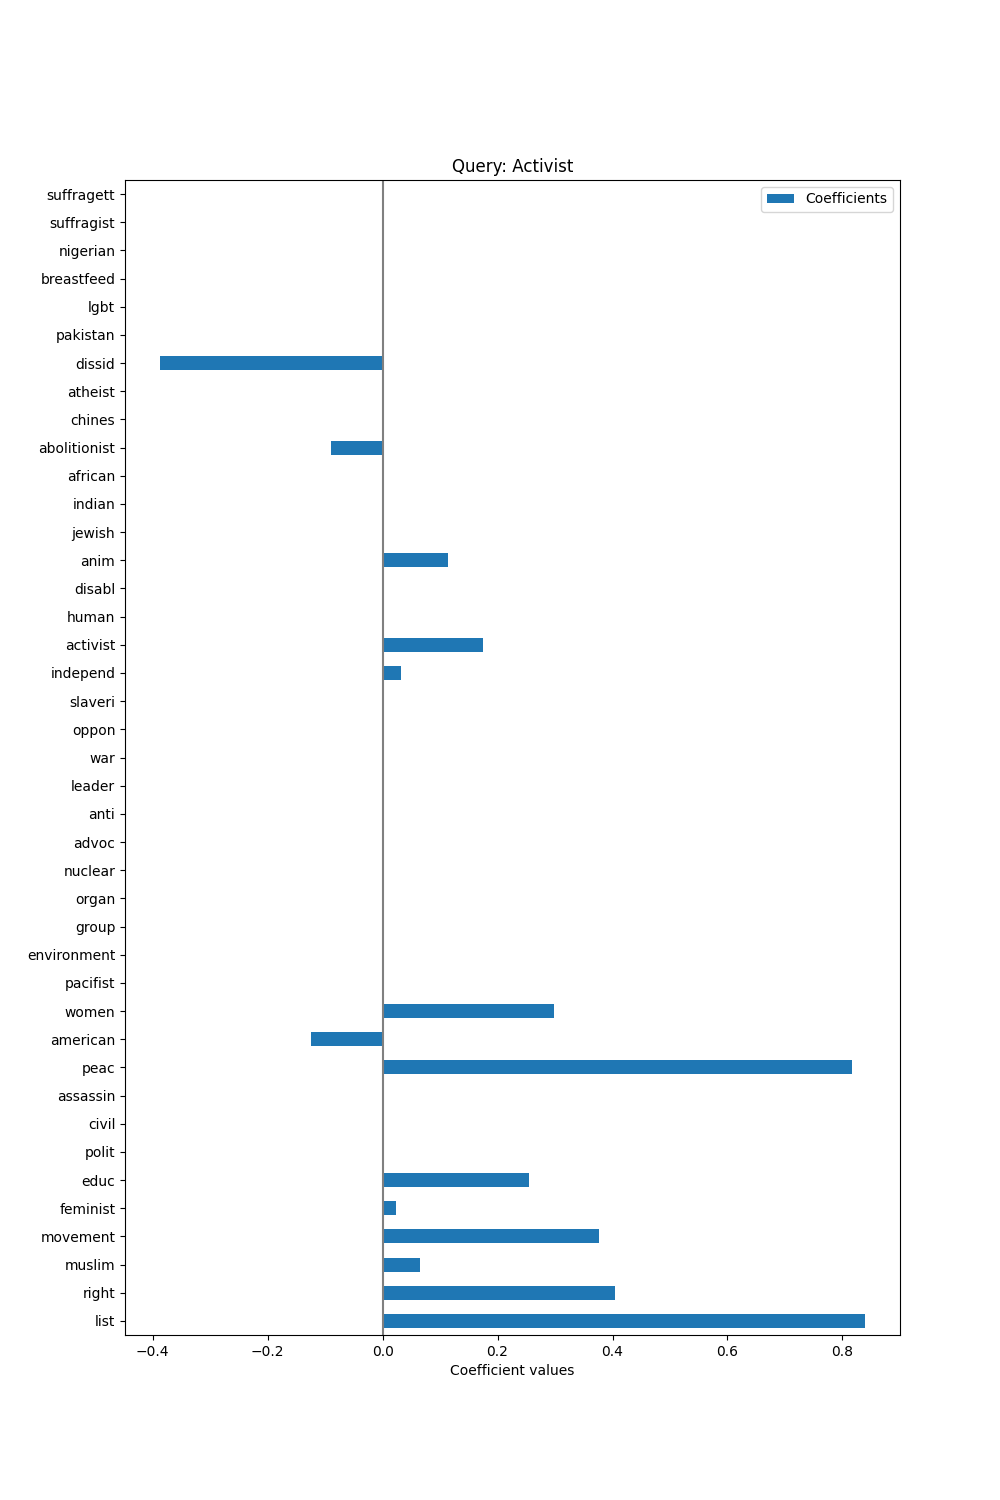 Query: Activist
Coefficients
suffragett
suffragist
nigerian
breastfeed
lgbt
pakistan
dissid
atheist
chines
abolitionist
african
indian
jewish
anim
disabl
human
activist
independ
slaveri
oppon
war
leader
anti
advoc
nuclear
organ
group
environment
pacifist
women
american
peac
assassin
civil
polit
educ
feminist
movement
muslim
right
list
−0.4 −0.2 0.0 0.2 0.4 0.6 0.8
Coefficient values